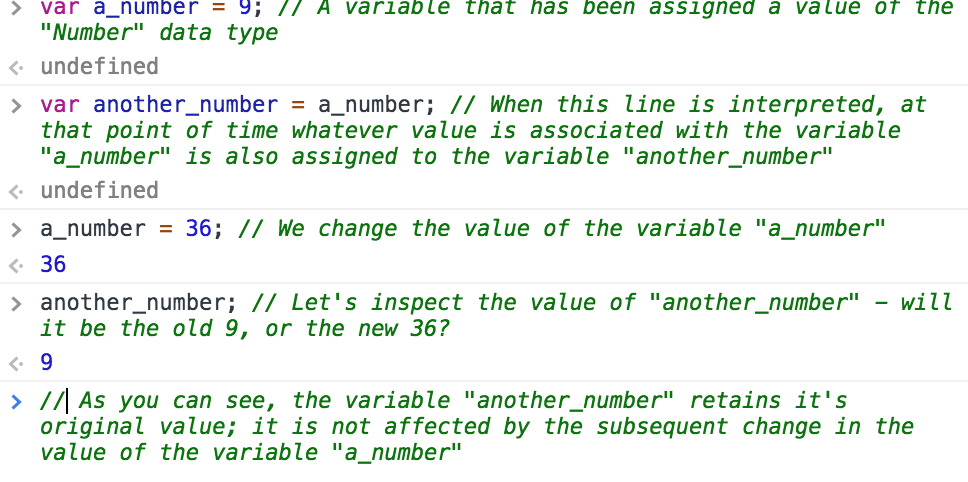 > var a_number = 9; // A variable that has been assigned a value of the
"Number" data type
<· undefined
> var another_number = a_number; // When this line is interpreted, at
that point of time whatever value is associated with the variable
"a_number" is also assigned to the variable "another_number"
<· undefined
> a_number = 36; // We change the value of the variable "a_number"
<· 36
> another_number; // Let's inspect the value of "another_number" – will
it be the old 9, or the new 36?
<· 9
> // As you can see, the variable "another_number" retains it's
original value; it is not affected by the subsequent change in the
value of the variable "a_number"